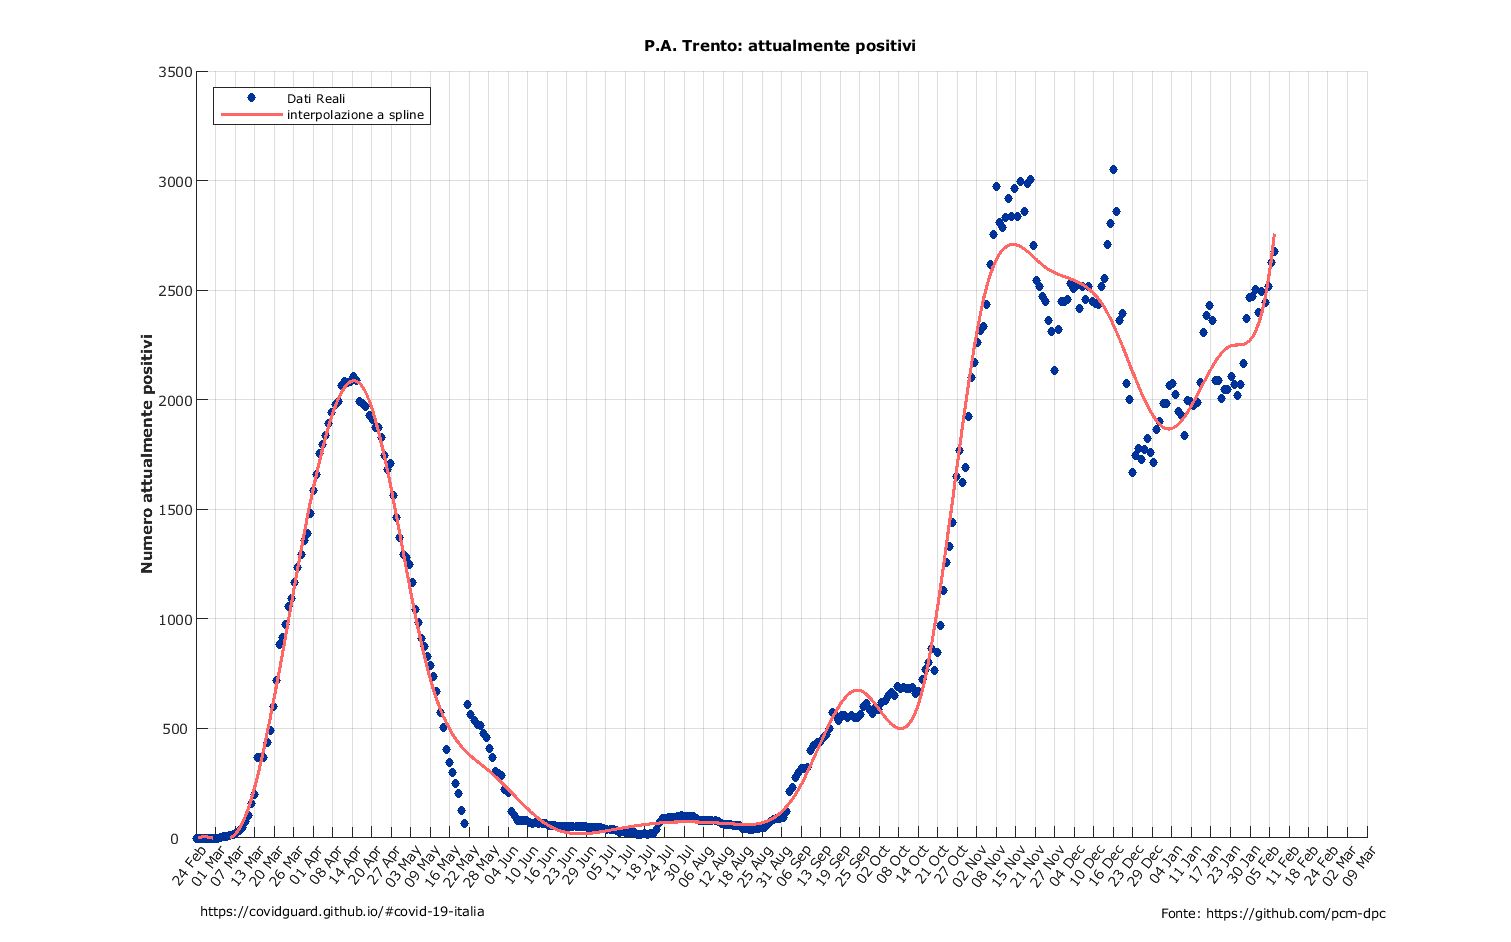 P.A. Trento: attualmente positivi
Numero attualmente positivi
3500
3000
2500
2000
1500
1000
500
0
Dati Reali
interpolazione a spline
24 Feb
01 Mar
07 Mar
13 Mar
20 Mar
26 Mar
01 Apr
08 Apr
14 Apr
20 Apr
27 Apr
03 May
09 May
16 May
22 May
28 May
04 Jun
10 Jun
16 Jun
23 Jun
29 Jun
05 Jul
11 Jul
18 Jul
24 Jul
30 Jul
06 Aug
12 Aug
18 Aug
25 Aug
31 Aug
06 Sep
13 Sep
19 Sep
25 Sep
02 Oct
08 Oct
14 Oct
21 Oct
27 Oct
02 Nov
08 Nov
15 Nov
21 Nov
27 Nov
04 Dec
10 Dec
16 Dec
23 Dec
29 Dec
04 Jan
11 Jan
17 Jan
23 Jan
30 Jan
05 Feb
11 Feb
18 Feb
24 Feb
02 Mar
09 Mar
https://covidguard.github.io/#covid-19-italia
Fonte: https://github.com/pcm-dpc